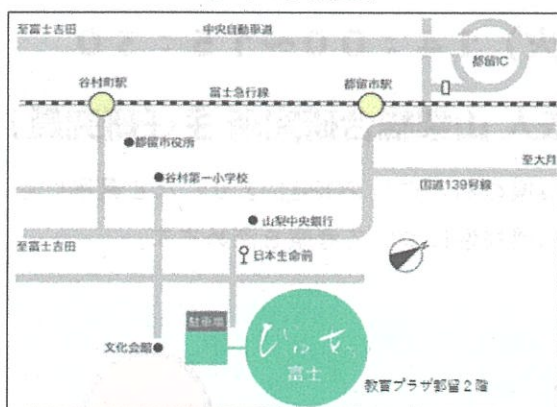 至富士吉田
中央自動車道
都留IC
谷村町駅
富士急行線
都留市駅
●都留市役所
至大月
●谷村第一小学校
国道139号線
●山梨中央銀行
至富士吉田
日本生命前
駐車場
ぴゅあ
富士
文化会館●
教育プラザ都留2階